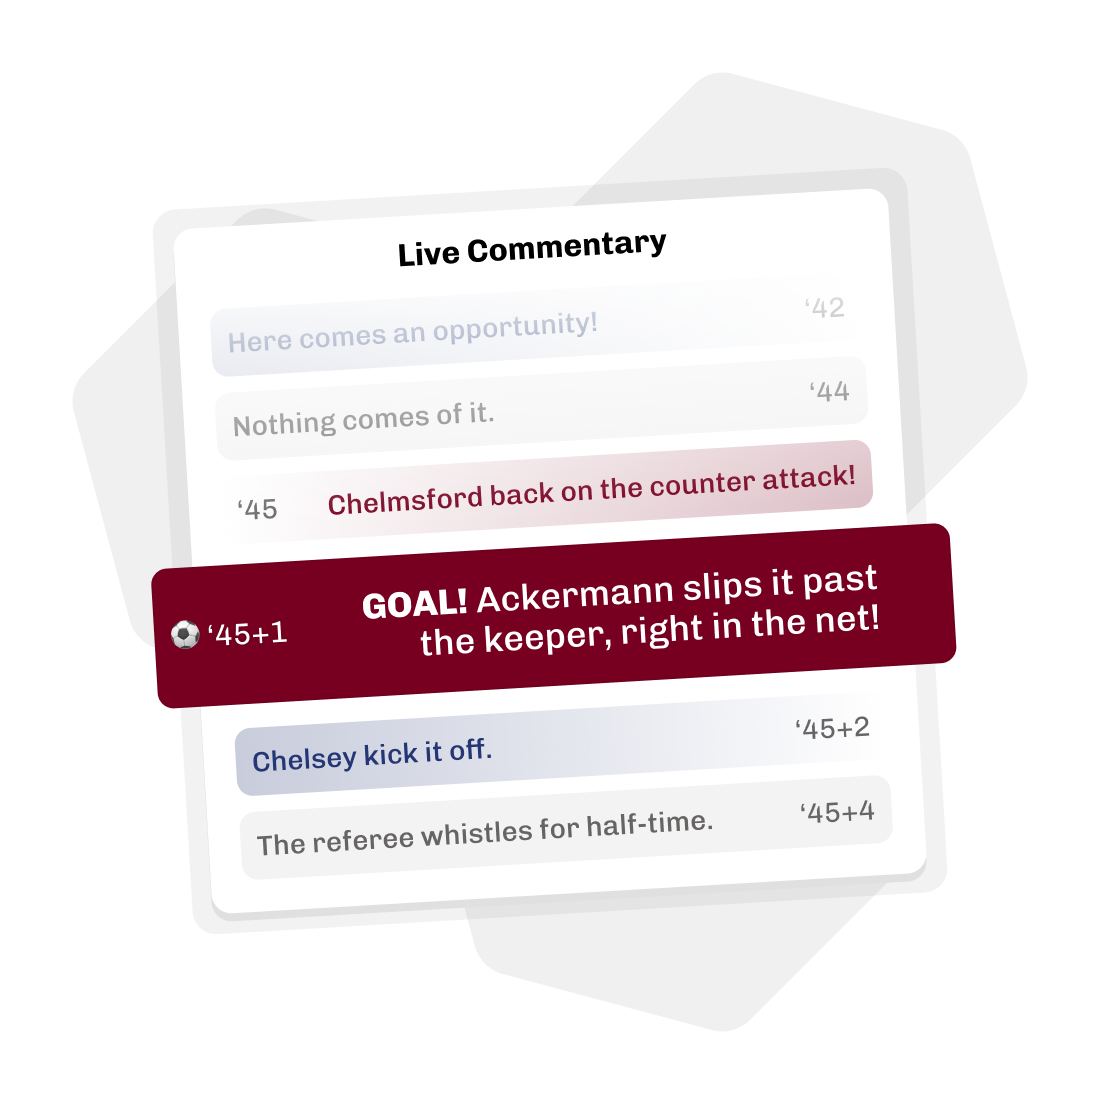 Live Commentary
Here comes an opportunity! ‘42
Nothing comes of it. ‘44
‘45 Chelmsford back on the counter attack!
‘45+1 GOAL! Ackermann slips it past
the keeper, right in the net!
Chelsey kick it off. ‘45+2
The referee whistles for half-time. ‘45+4